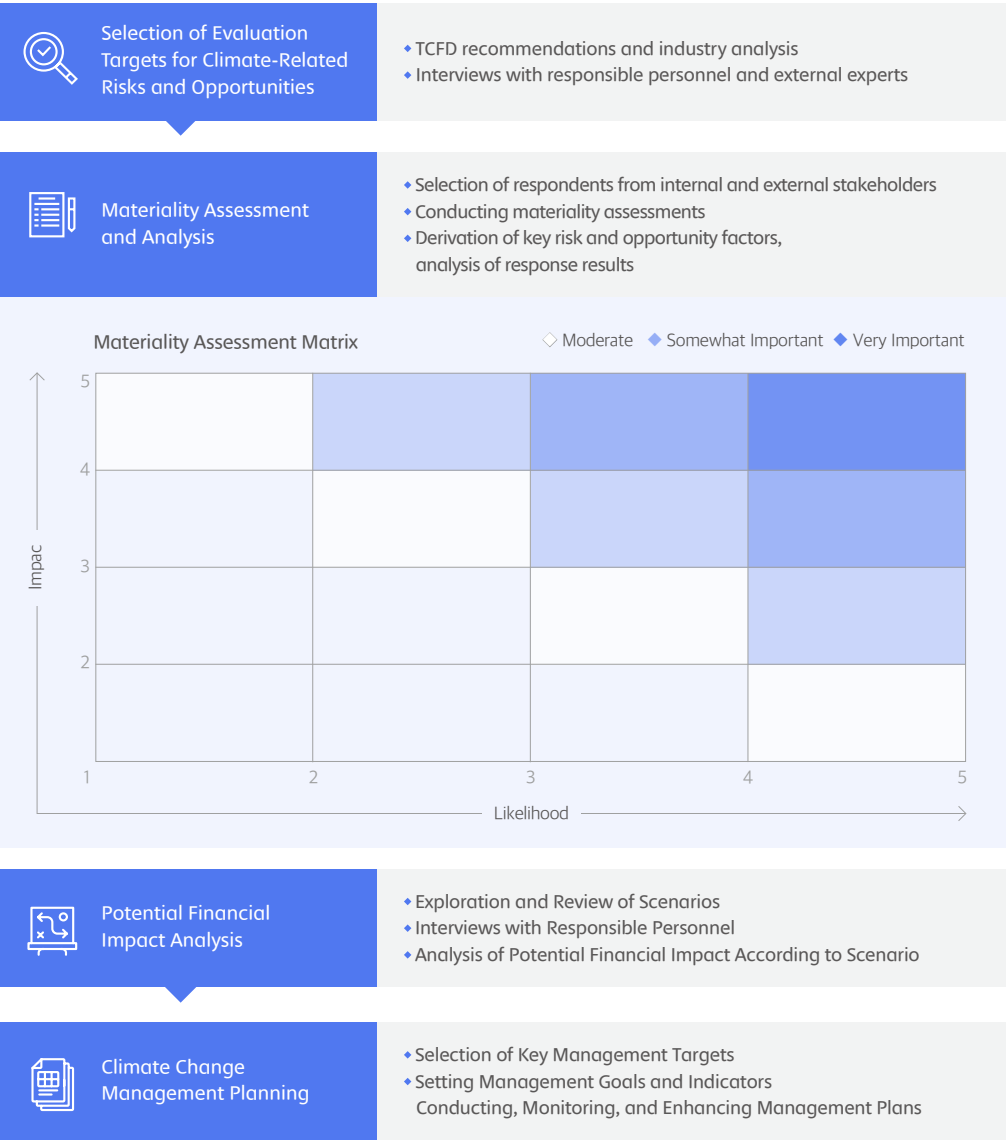 Selection of Evaluation
Targets for Climate-Related
Risks and Opportunities
TCFD recommendations and industry analysis
Interviews with responsible personnel and external experts
Materiality Assessment
and Analysis
Selection of respondents from internal and external stakeholders
Conducting materiality assessments
Derivation of key risk and opportunity factors,
analysis of response results
Materiality Assessment Matrix
Moderate Somewhat Important Very Important
5
4
3
2
Impac
1 2 3 4 5
Likelihood
Potential Financial
Impact Analysis
Exploration and Review of Scenarios
Interviews with Responsible Personnel
Analysis of Potential Financial Impact According to Scenario
Climate Change
Management Planning
Selection of Key Management Targets
Setting Management Goals and Indicators
Conducting, Monitoring, and Enhancing Management Plans